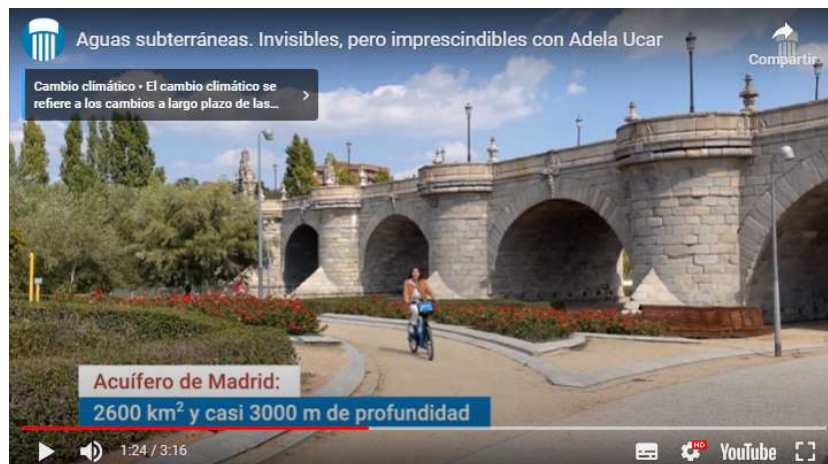 Aguas subterráneas. Invisibles, pero imprescindibles con Adela Ucar
Compartir
Cambio climático • El cambio climático se
refiere a los cambios a largo plazo de las...
Acuífero de Madrid:
2600 km² y casi 3000 m de profundidad
1:24 / 3:16
HD
YouTube